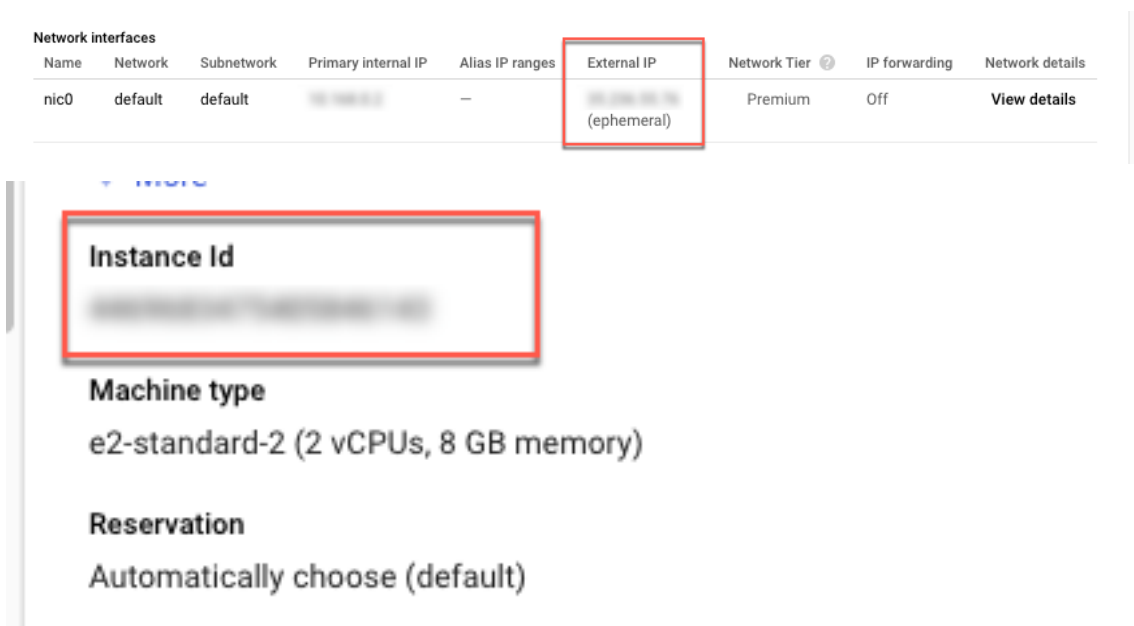 Network interfaces
Name Network Subnetwork Primary internal IP Alias IP ranges External IP Network Tier IP forwarding Network details
nic0 default default — Premium Off View details
(ephemeral)
More
Instance Id
Machine type
e2-standard-2 (2 vCPUs, 8 GB memory)
Reservation
Automatically choose (default)